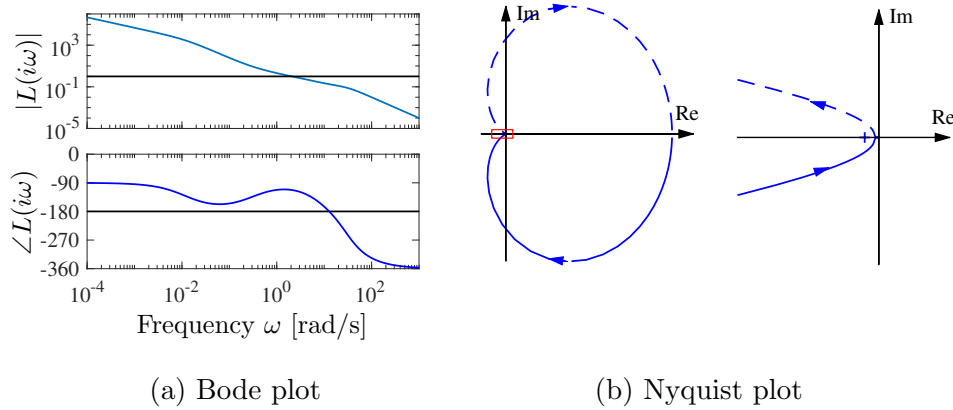 |L(iω)|
10^3
10^-1
10^-5
∠L(iω)
0
-90
-180
-270
-360
10^-4
10^-2
10^0
10^2
Frequency ω [rad/s]
(a) Bode plot
Im
Re
Im
Re
(b) Nyquist plot